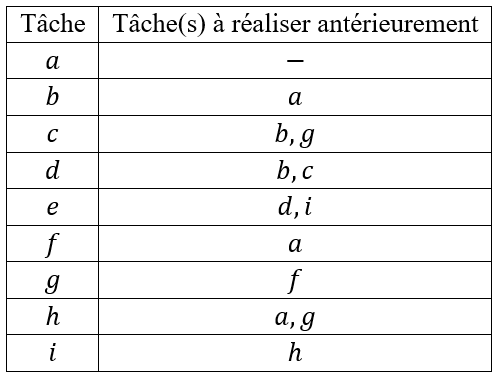 Tâche Tâche(s) à réaliser antérieurement
a −
b a
c b, g
d b, c
e d, i
f a
g f
h a, g
i h